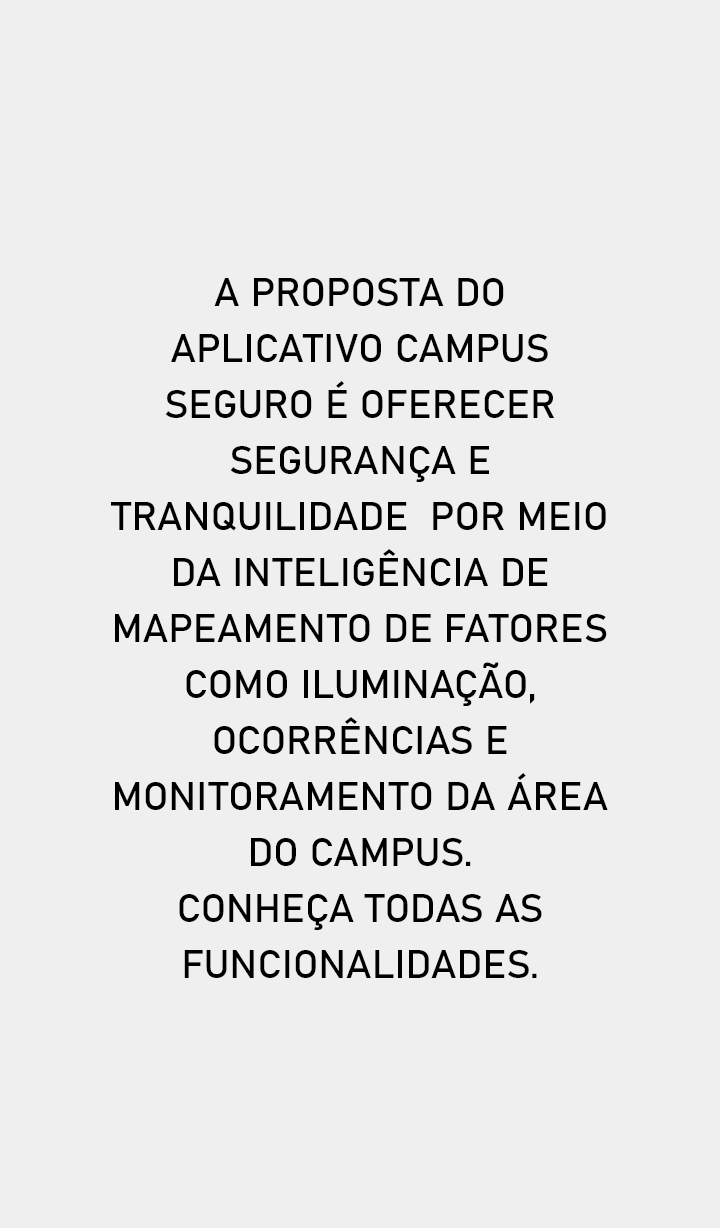 A PROPOSTA DO
APLICATIVO CAMPUS
SEGURO É OFERECER
SEGURANÇA E
TRANQUILIDADE  POR MEIO
DA INTELIGÊNCIA DE
MAPEAMENTO DE FATORES
COMO ILUMINAÇÃO,
OCORRÊNCIAS E
MONITORAMENTO DA ÁREA
DO CAMPUS.
CONHEÇA TODAS AS
FUNCIONALIDADES.